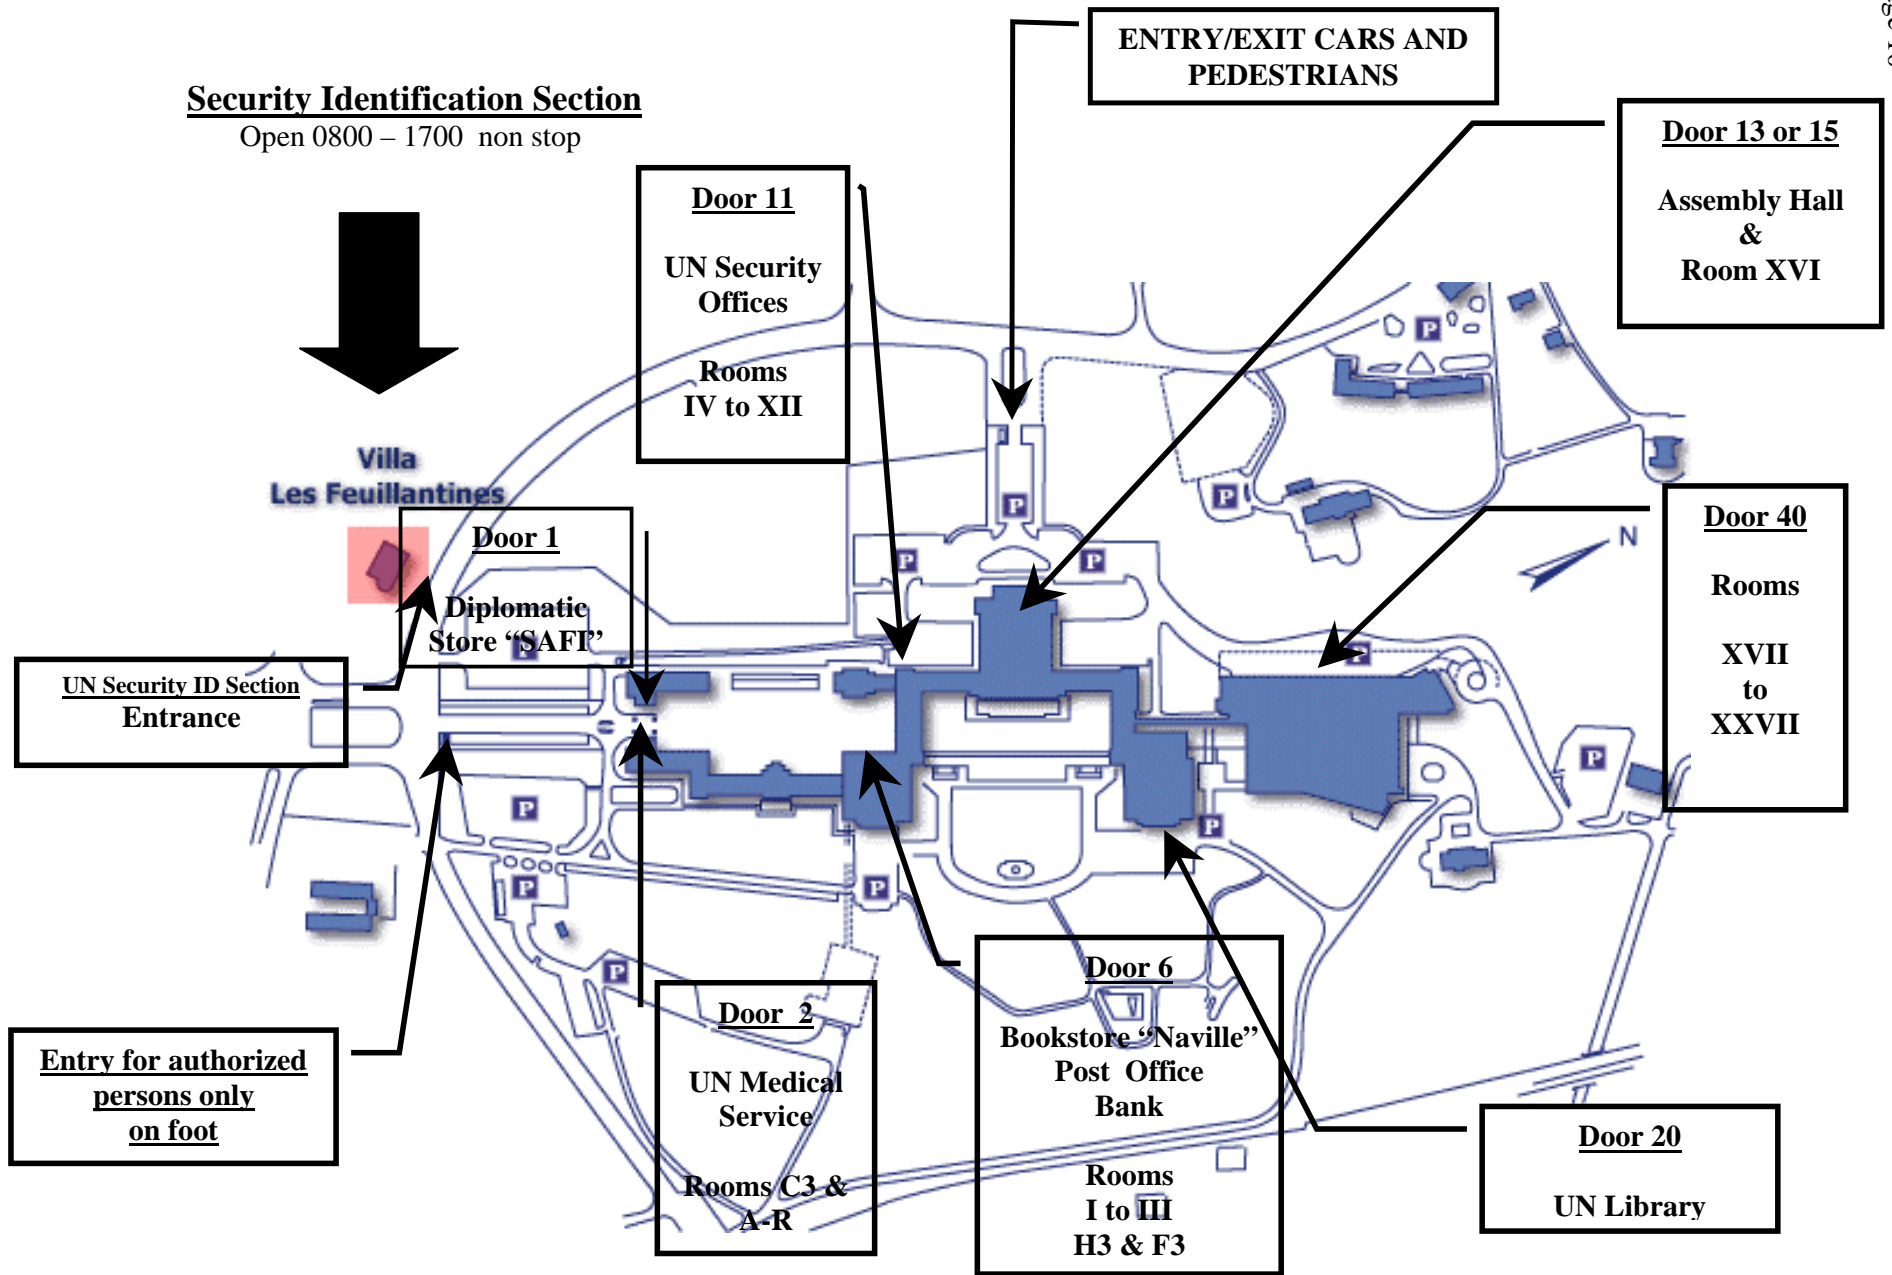 ENTRY/EXIT CARS AND
PEDESTRIANS
Security Identification Section
Open 0800 – 1700 non stop
Door 13 or 15
Assembly Hall
&
Room XVI
Door 11
UN Security
Offices
Rooms
IV to XII
P
Villa
Les Feuillantines
P
P
Door 40
Rooms
XVII
to
XXVII
Door 1
Diplomatic
Store “SAFI”
N
P
P
P
P
UN Security ID Section
Entrance
P
P
P
P
P
Door 6
Bookstore “Naville”
Post Office
Bank
Rooms
I to III
H3 & F3
P
Door 2
UN Medical
Service
Rooms C3 &
A-R
Entry for authorized
persons only
on foot
Door 20
UN Library